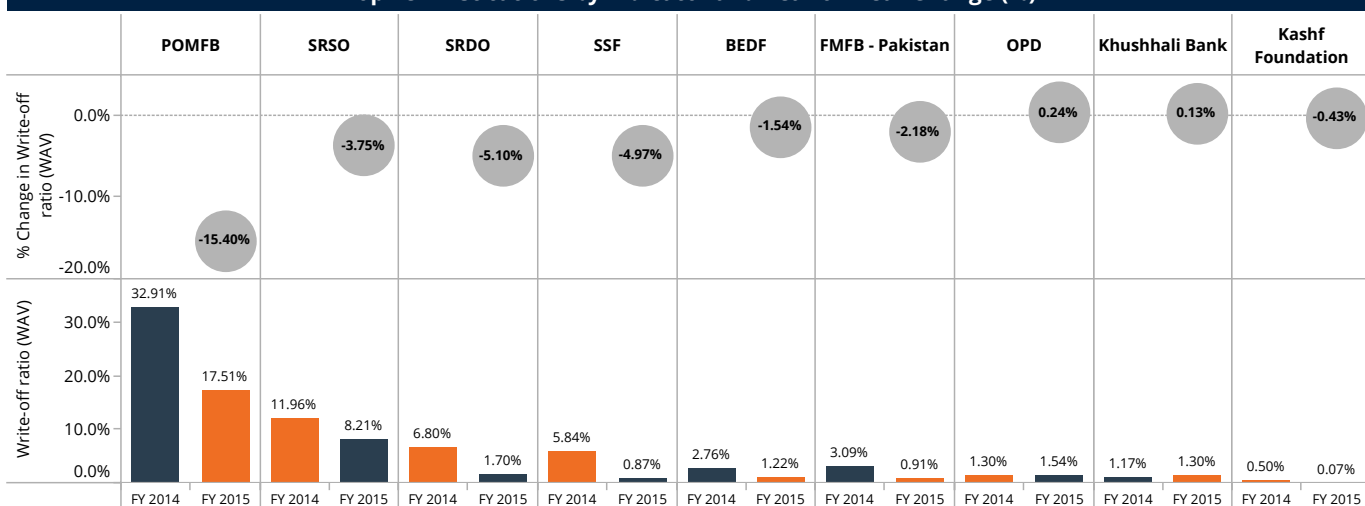 POMFB SRSO SRDO SSF BEDF FMFB - Pakistan OPD Khushhali Bank Kashf
Foundation
% Change in Write-off
ratio (WAV)
0.0%
-10.0%
-20.0%
-15.40% -3.75% -5.10% -4.97% -1.54% -2.18% 0.24% 0.13% -0.43%
Write-off ratio (WAV)
30.0%
20.0%
10.0%
0.0%
32.91% 17.51% 11.96% 8.21% 6.80% 1.70% 5.84% 0.87% 2.76% 1.22% 3.09% 0.91% 1.30% 1.54% 1.17% 1.30% 0.50% 0.07%
FY 2014 FY 2015 FY 2014 FY 2015 FY 2014 FY 2015 FY 2014 FY 2015 FY 2014 FY 2015 FY 2014 FY 2015 FY 2014 FY 2015 FY 2014 FY 2015 FY 2014 FY 2015